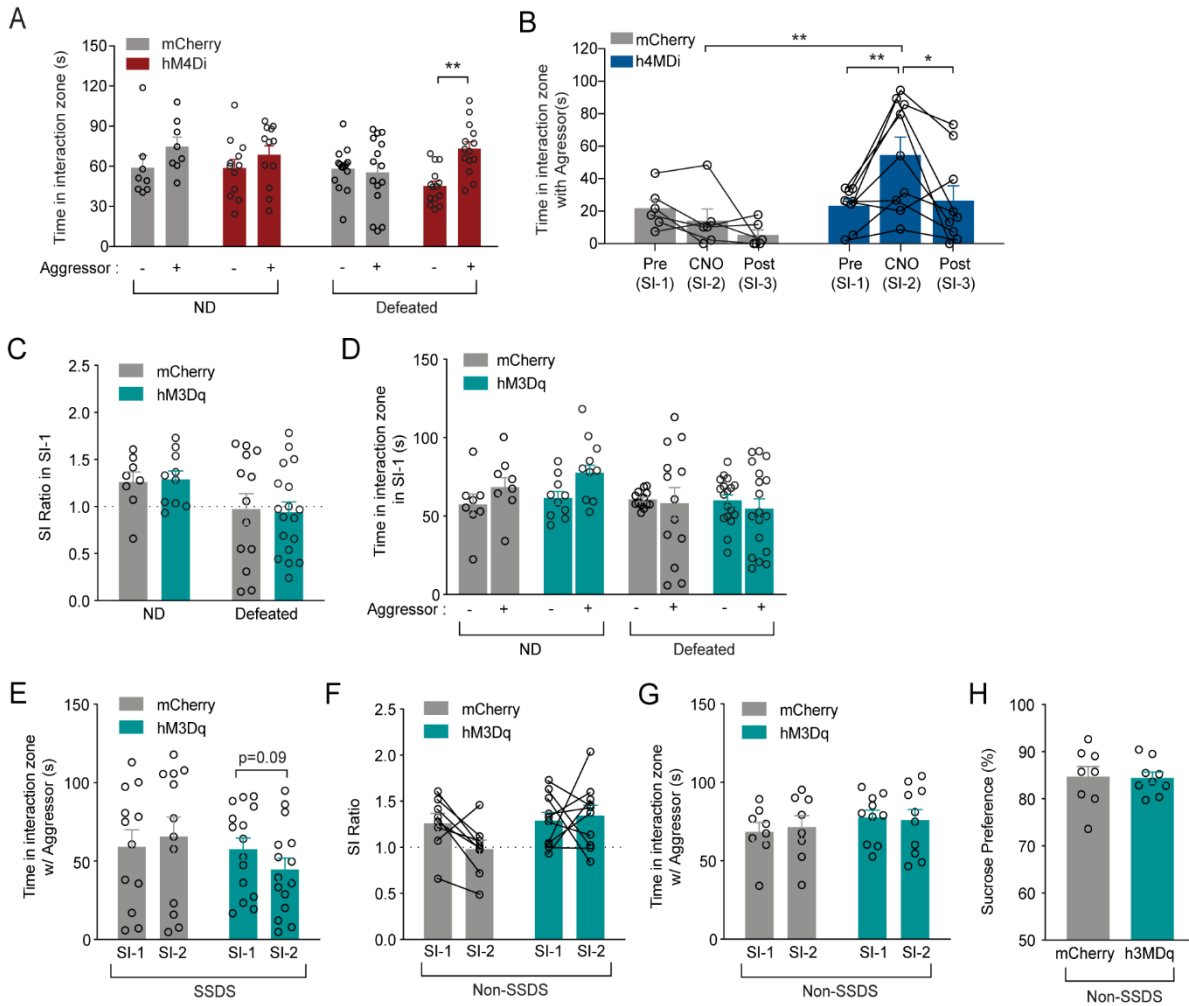 A
mCherry
hM4Di
Time in interaction zone (s)
150
120
90
60
30
0
**
Aggressor : - + - + - + - +
ND Defeated
B
mCherry
h4MDi
Time in interaction zone
with Agressor(s)
120
100
80
60
40
20
0
**
** *
Pre CNO Post Pre CNO Post
(SI-1) (SI-2) (SI-3) (SI-1) (SI-2) (SI-3)
C
mCherry
hM3Dq
SI Ratio in SI-1
2.5
2.0
1.5
1.0
0.5
0.0
ND Defeated
D
mCherry
hM3Dq
Time in interaction zone
in SI-1 (s)
150
100
50
0
Aggressor : - + - + - + - +
ND Defeated
E
mCherry
hM3Dq
Time in interaction zone
w/ Aggressor (s)
150
100
50
0
p=0.09
SI-1 SI-2 SI-1 SI-2
SSDS
F
mCherry
hM3Dq
SI Ratio
2.5
2.0
1.5
1.0
0.5
0.0
SI-1 SI-2 SI-1 SI-2
Non-SSDS
G
mCherry
hM3Dq
Time in interaction zone
w/ Aggressor (s)
150
100
50
0
SI-1 SI-2 SI-1 SI-2
Non-SSDS
H
Sucrose Preference (%)
100
90
80
70
60
50
mCherry h3MDq
Non-SSDS